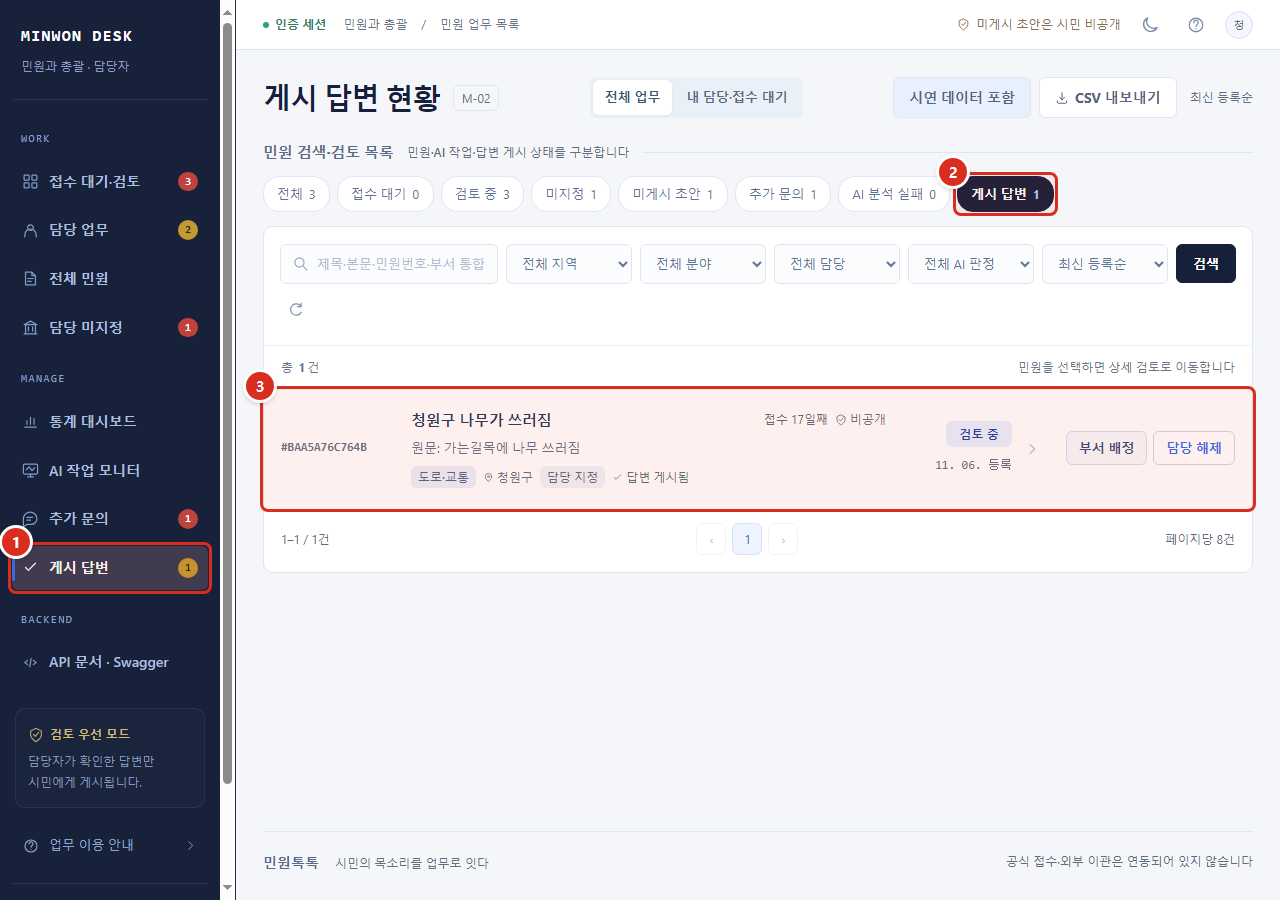 MINWON DESK
민원과 총괄 · 담당자
WORK
접수 대기·검토 3
담당 업무 2
전체 민원
담당 미지정 1
MANAGE
통계 대시보드
AI 작업 모니터
추가 문의 1
1
게시 답변 1
BACKEND
API 문서 · Swagger
검토 우선 모드
담당자가 확인한 답변만
시민에게 게시됩니다.
업무 이용 안내
인증 세션 민원과 총괄 / 민원 업무 목록
미게시 초안은 시민 비공개 청
게시 답변 현황 M-02
전체 업무 내 담당·접수 대기
시연 데이터 포함 CSV 내보내기 최신 등록순
민원 검색·검토 목록 민원·AI 작업·답변 게시 상태를 구분합니다
2
전체 3 접수 대기 0 검토 중 3 미지정 1 미게시 초안 1 추가 문의 1 AI 분석 실패 0 게시 답변 1
제목·본문·민원번호·부서 통합 전체 지역 전체 분야 전체 담당 전체 AI 판정 최신 등록순 검색
총 1건 민원을 선택하면 상세 검토로 이동합니다
3
#BAA5A76C764B
청원구 나무가 쓰러짐 접수 17일째 비공개
원문: 가는길목에 나무 쓰러짐
도로·교통 청원구 담당 지정 답변 게시됨
검토 중
11. 06. 등록
부서 배정 담당 해제
1–1 / 1건 ‹ 1 › 페이지당 8건
민원톡톡 시민의 목소리를 업무로 잇다
공식 접수·외부 이관은 연동되어 있지 않습니다